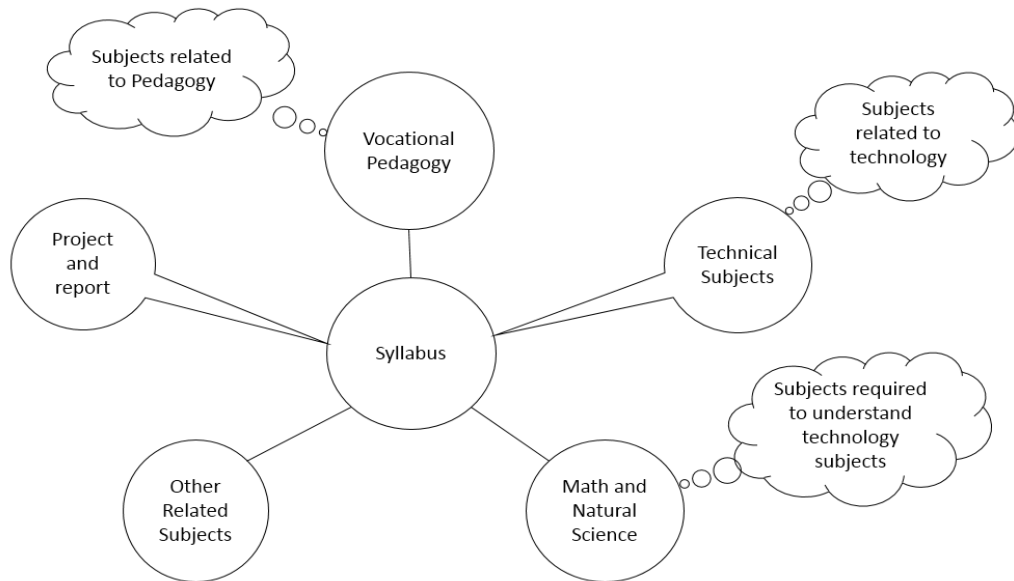 Subjects related
to Pedagogy
Vocational
Pedagogy
Subjects
related to
technology
Project
and
report
Technical
Subjects
Syllabus
Subjects required
to understand
technology
subjects
Other
Related
Subjects
Math and
Natural
Science